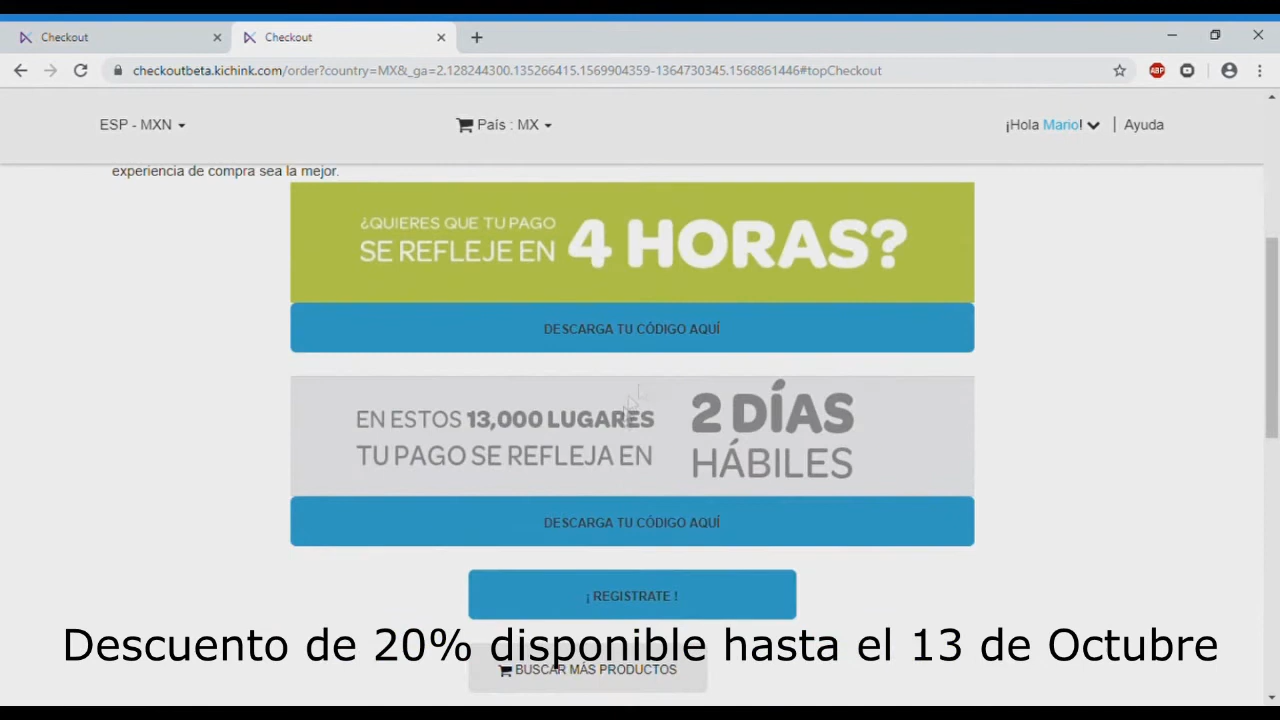 Checkout
Checkout
checkoutbeta.kichink.com/order?country=MX&_ga=2.128244300.135266415.1569904359-1364730345.1568861446#topCheckout
ABP
ESP - MXN
País : MX
¡Hola Mario!
Ayuda
experiencia de compra sea la mejor.
¿QUIERES QUE TU PAGO
SE REFLEJE EN
4 HORAS?
DESCARGA TU CÓDIGO AQUÍ
EN ESTOS 13,000 LUGARES
TU PAGO SE REFLEJA EN
2 DÍAS
HÁBILES
DESCARGA TU CÓDIGO AQUÍ
¡ REGISTRATE !
Descuento de 20% disponible hasta el 13 de Octubre
BUSCAR MÁS PRODUCTOS